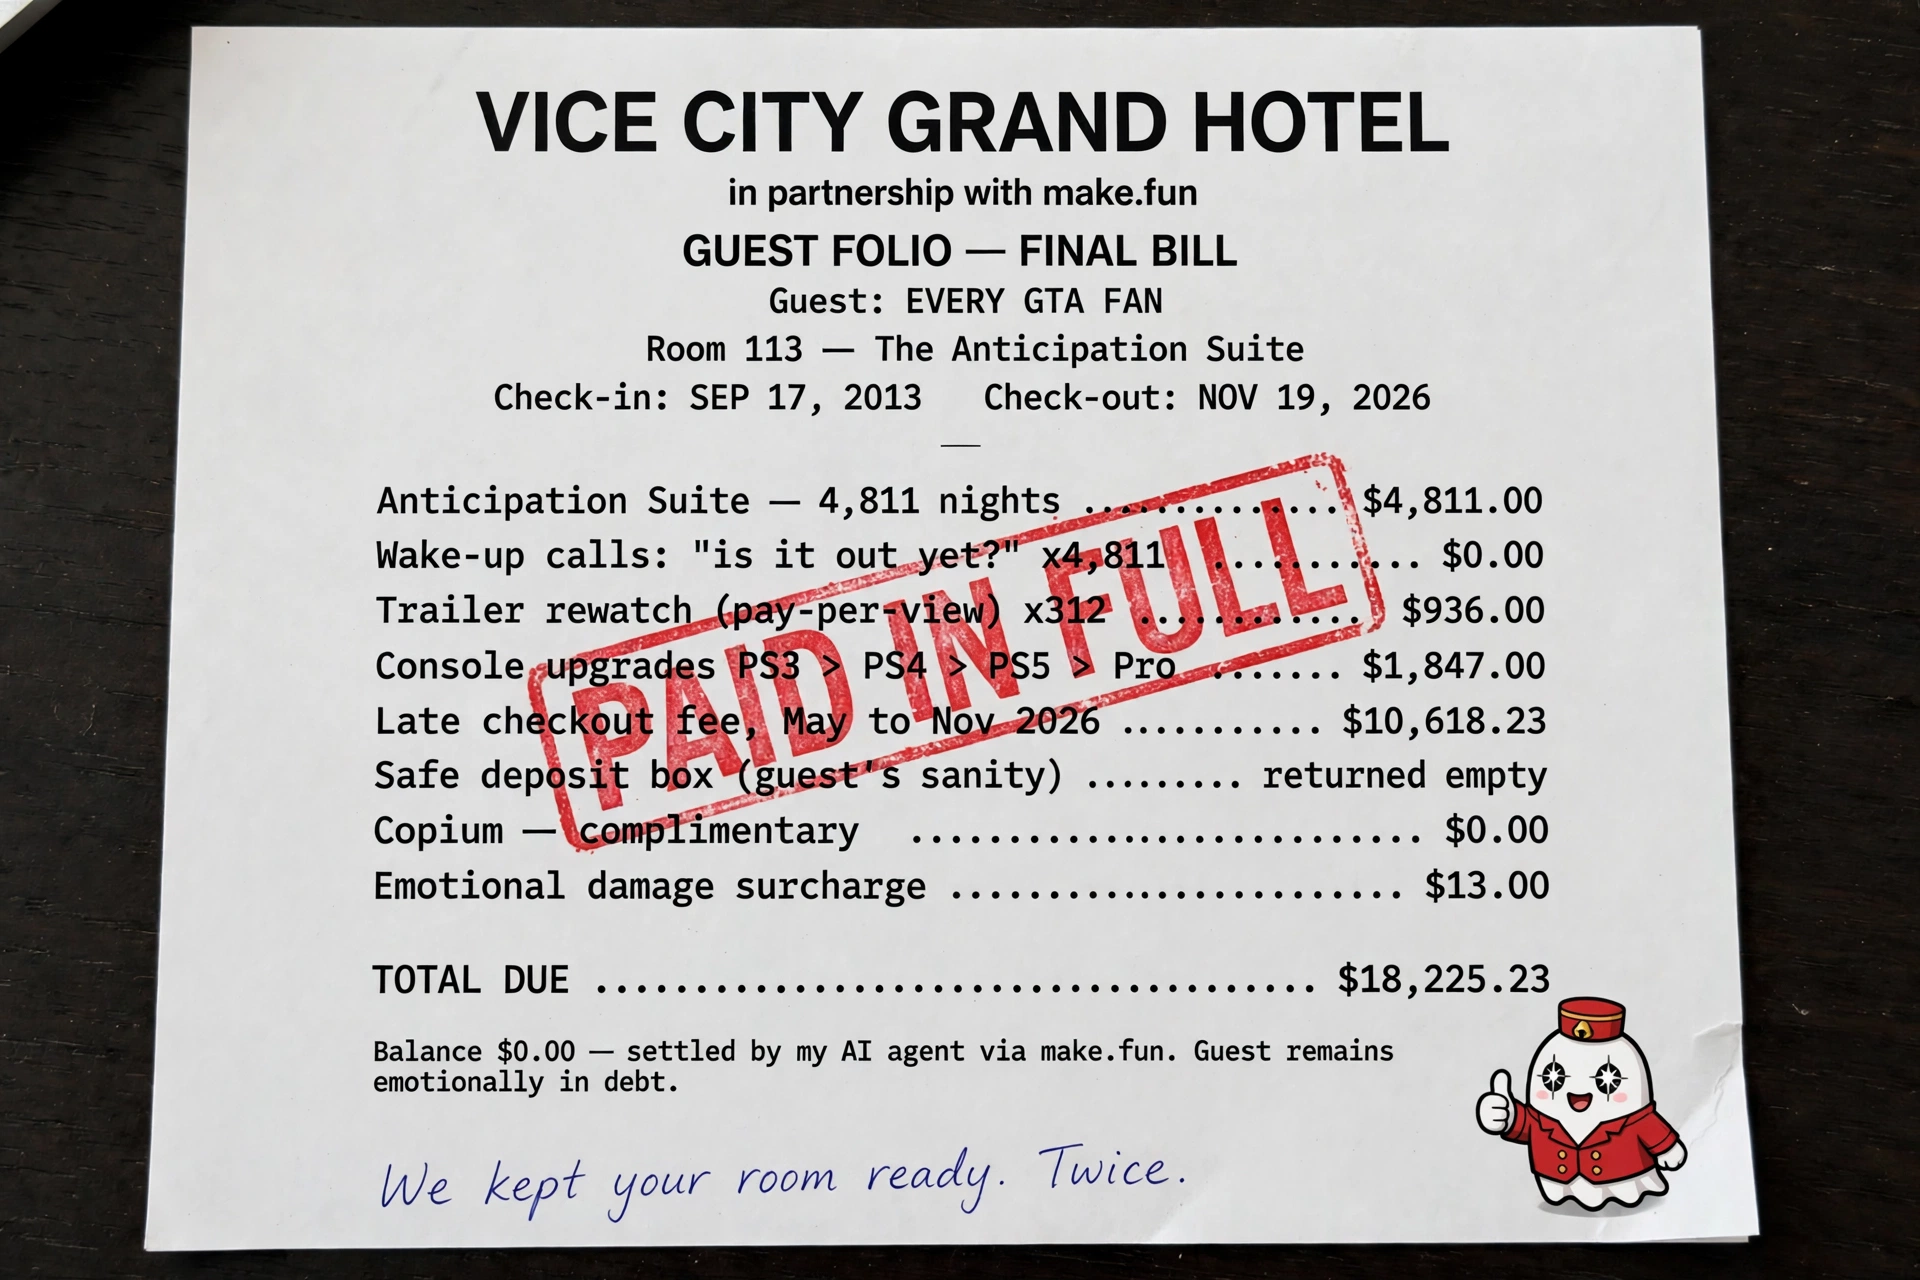 VICE CITY GRAND HOTEL
in partnership with make.fun
GUEST FOLIO — FINAL BILL
Guest: EVERY GTA FAN
Room 113 — The Anticipation Suite
Check-in: SEP 17, 2013 Check-out: NOV 19, 2026
—
Anticipation Suite — 4,811 nights .............. $4,811.00
Wake-up calls: "is it out yet?" x4,811 ........... $0.00
Trailer rewatch (pay-per-view) x312 ............ $936.00
Console upgrades PS3 > PS4 > PS5 > Pro ....... $1,847.00
Late checkout fee, May to Nov 2026 ........... $10,618.23
Safe deposit box (guest's sanity) ......... returned empty
Copium — complimentary ............................ $0.00
Emotional damage surcharge .......................... $13.00
PAID IN FULL
TOTAL DUE ...................................... $18,225.23
Balance $0.00 — settled by my AI agent via make.fun. Guest remains
emotionally in debt.
We kept your room ready. Twice.